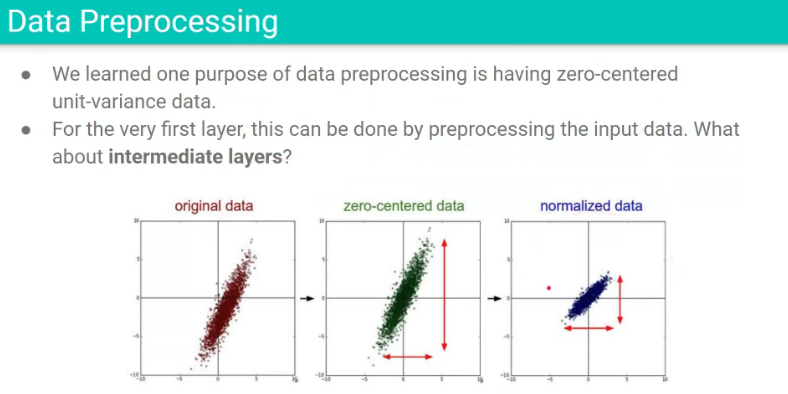 Data Preprocessing
● We learned one purpose of data preprocessing is having zero-centered
unit-variance data.
● For the very first layer, this can be done by preprocessing the input data. What
about intermediate layers?
original data
zero-centered data
normalized data